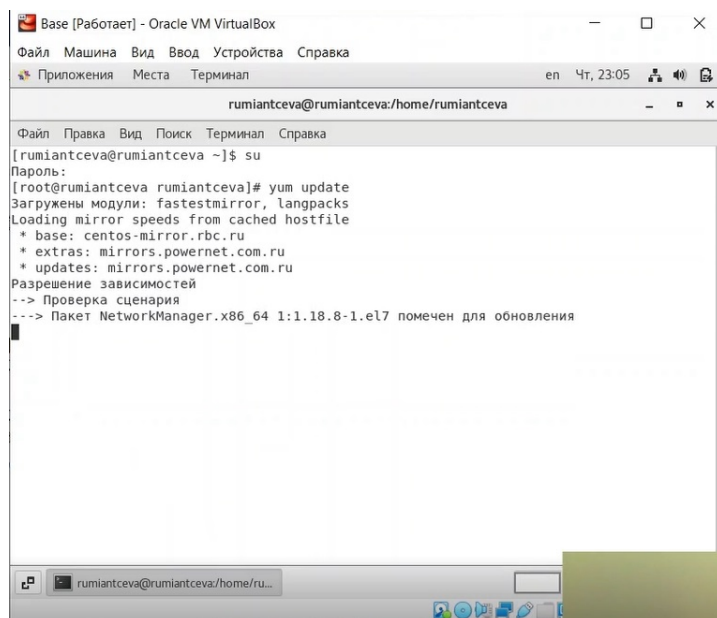 Base [Работает] - Oracle VM VirtualBox
Файл Машина Вид Ввод Устройства Справка
Приложения Места Терминал en Чт, 23:05
rumiantceva@rumiantceva:/home/rumiantceva
Файл Правка Вид Поиск Терминал Справка
[rumiantceva@rumiantceva ~]$ su
Пароль:
[root@rumiantceva rumiantceva]# yum update
Загружены модули: fastestmirror, langpacks
Loading mirror speeds from cached hostfile
 * base: centos-mirror.rbc.ru
 * extras: mirrors.powernet.com.ru
 * updates: mirrors.powernet.com.ru
Разрешение зависимостей
--> Проверка сценария
---> Пакет NetworkManager.x86_64 1:1.18.8-1.el7 помечен для обновления
rumiantceva@rumiantceva:/home/ru...